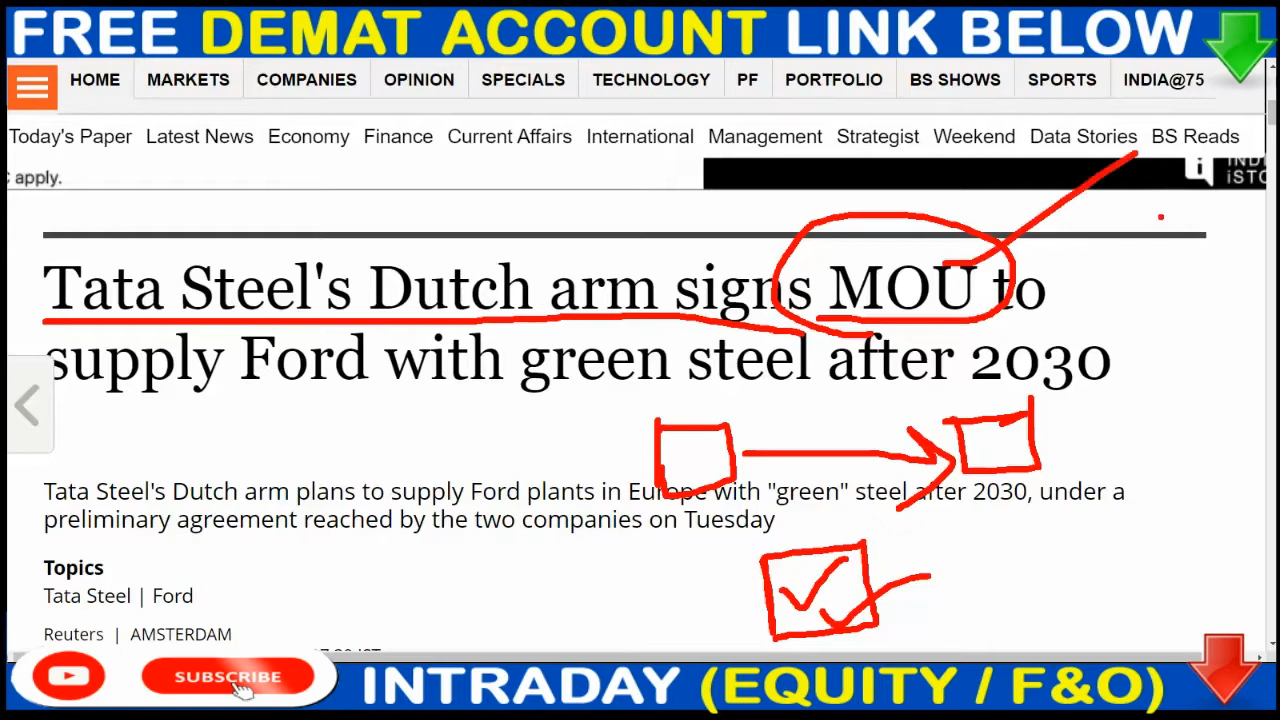 FREE DEMAT ACCOUNT LINK BELOW
HOME MARKETS COMPANIES OPINION SPECIALS TECHNOLOGY PF PORTFOLIO BS SHOWS SPORTS INDIA@75
Today's Paper Latest News Economy Finance Current Affairs International Management Strategist Weekend Data Stories BS Reads
apply.
Tata Steel's Dutch arm signs MOU to
supply Ford with green steel after 2030
Tata Steel's Dutch arm plans to supply Ford plants in Europe with "green" steel after 2030, under a
preliminary agreement reached by the two companies on Tuesday
Topics
Tata Steel | Ford
Reuters | AMSTERDAM
SUBSCRIBE
INTRADAY (EQUITY / F&O)